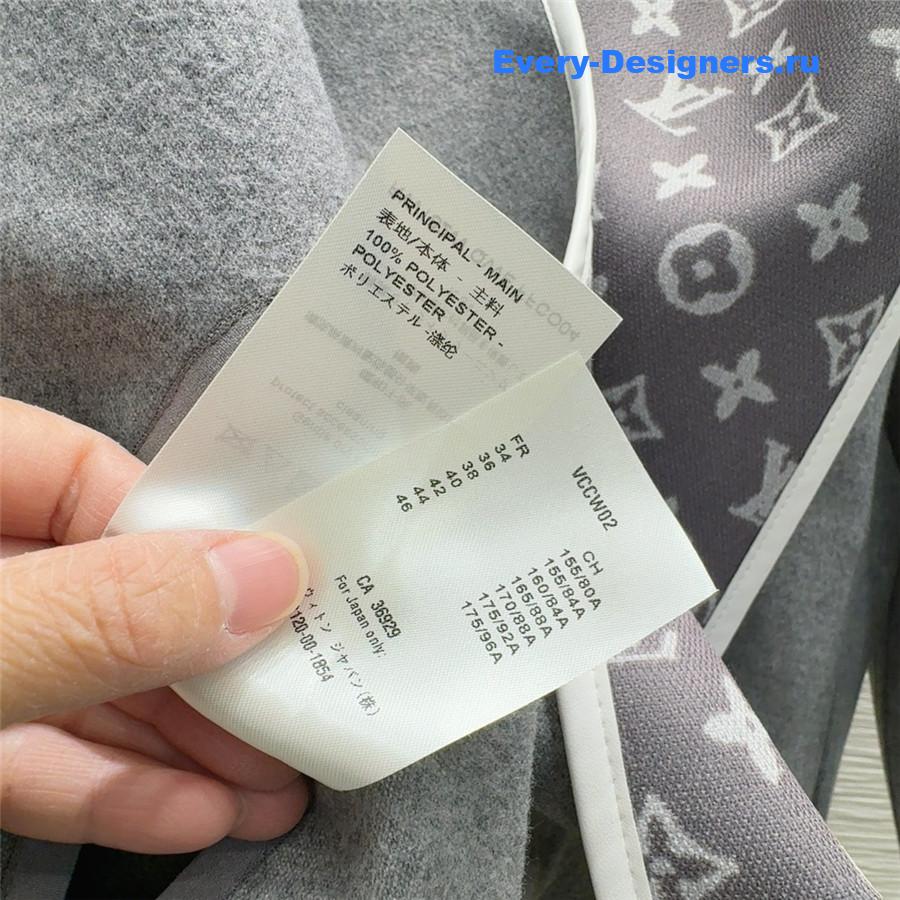 Every-Designers.ru
PRINCIPAL - MAIN
表地/本体 - 主料
100% POLYESTER -
POLYESTER
ポリエステル -涤纶
VCCW02
FR
34
36
38
40
42
44
46
CH
155/80A
155/84A
160/84A
165/88A
170/88A
175/92A
175/96A
CA 36929
For Japan only:
ヴィトン ジャパン(株)
120-00-1854